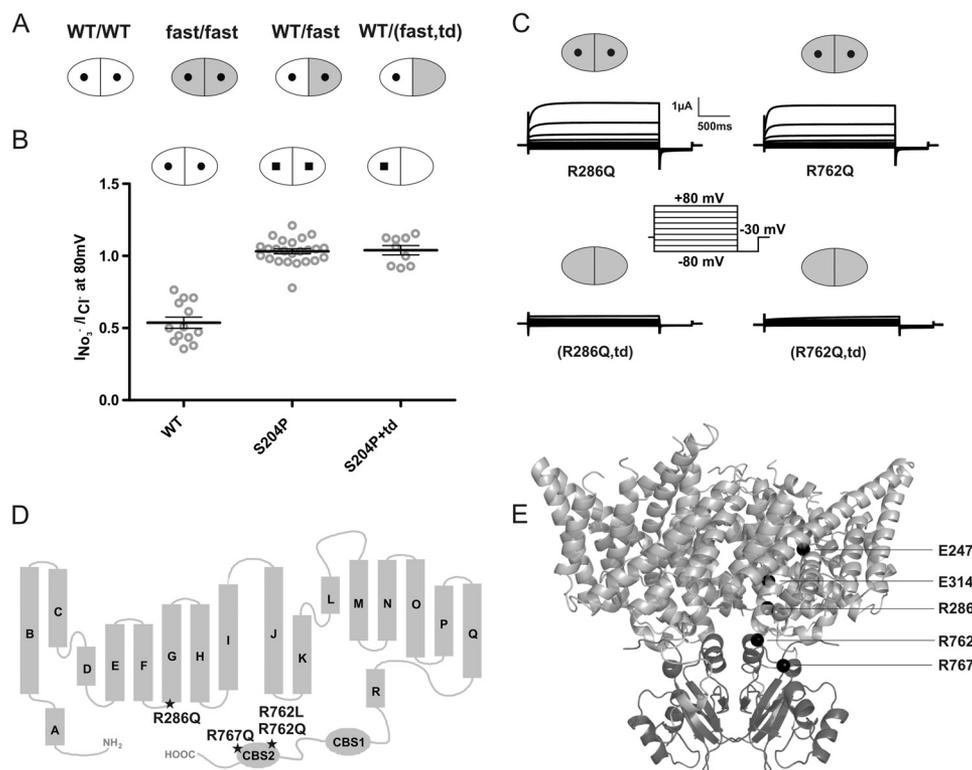 A
WT/WT fast/fast WT/fast WT/(fast,td)
B
I NO₃⁻ /I Cl⁻ at 80mV
1.5
1.0
0.5
0.0
WT
S204P
S204P+td
C
1µA
500ms
R286Q
R762Q
+80 mV
-30 mV
-80 mV
(R286Q,td)
(R762Q,td)
D
B
C
D
E
F
G
H
I
J
K
L
M
N
O
P
Q
R
A
NH₂
R286Q
R767Q
R762L
R762Q
HOOC
CBS2
CBS1
E
E247
E314
R286
R762
R767